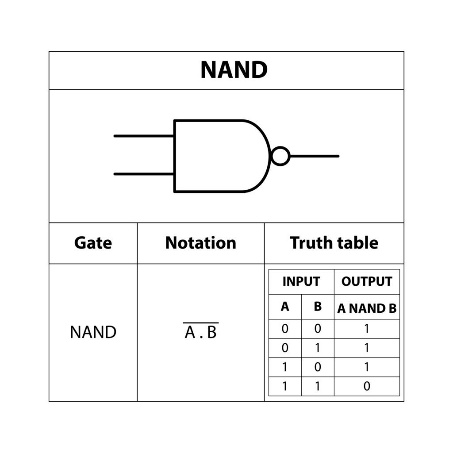 NAND
Gate Notation Truth table
NAND
A . B
INPUT OUTPUT
A B A NAND B
0 0 1
0 1 1
1 0 1
1 1 0